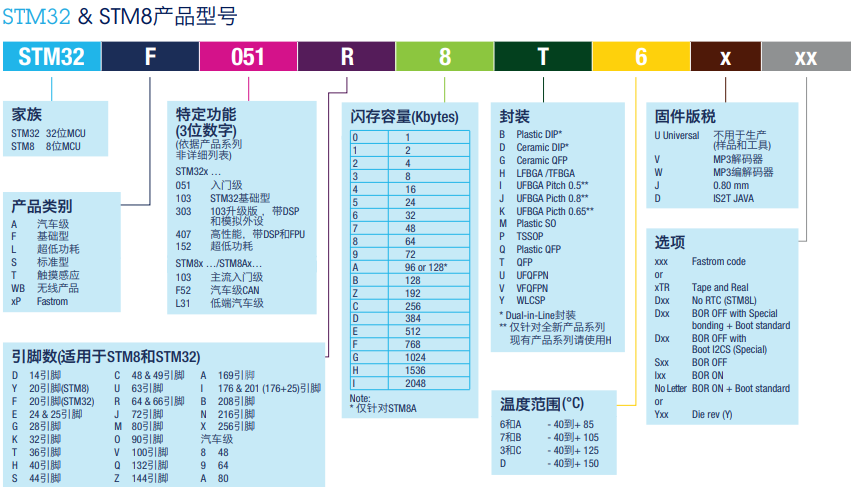 STM32 & STM8产品型号
STM32 F 051 R 8 T 6 x xx
家族
STM32 32位MCU
STM8 8位MCU
产品类别
A 汽车级
F 基础型
L 超低功耗
S 标准型
T 触摸感应
WB 无线产品
xP Fastrom
特定功能
(3位数字)
(依据产品系列
非详细列表)
STM32x ...
051 入门级
103 STM32基础型
303 103升级版，带DSP
和模拟外设
407 高性能，带DSP和FPU
152 超低功耗
STM8x .../STM8Ax...
103 主流入门级
F52 汽车级CAN
L31 低端汽车级
引脚数(适用于STM8和STM32)
D 14引脚 C 48 & 49引脚 A 169引脚
Y 20引脚(STM8) U 63引脚 I 176 & 201 (176+25)引脚
F 20引脚(STM32) R 64 & 66引脚 B 208引脚
E 24 & 25引脚 J 72引脚 N 216引脚
G 28引脚 M 80引脚 X 256引脚
K 32引脚 O 90引脚 汽车级
T 36引脚 V 100引脚 8 48
H 40引脚 Q 132引脚 9 64
S 44引脚 Z 144引脚 A 80
闪存容量(Kbytes)
0 1
1 2
2 4
3 8
4 16
5 24
6 32
7 48
8 64
9 72
A 96 or 128*
B 128
Z 192
C 256
D 384
E 512
F 768
G 1024
H 1536
I 2048
Note:
* 仅针对STM8A
封装
B Plastic DIP*
D Ceramic DIP*
G Ceramic QFP
H LFBGA /TFBGA
I UFBGA Pitch 0.5**
J UFBGA Picth 0.8**
K UFBGA Picth 0.65**
M Plastic SO
P TSSOP
Q Plastic QFP
T QFP
U UFQFPN
V VFQFPN
Y WLCSP
* Dual-in-Line封装
** 仅针对全新产品系列
现有产品系列请使用H
温度范围(°C)
6和A - 40到+ 85
7和B - 40到+ 105
3和C - 40到+ 125
D - 40到+ 150
固件版税
U Universal 不用于生产
(样品和工具)
V MP3解码器
W MP3编解码器
J 0.80 mm
D IS2T JAVA
选项
xxx Fastrom code
or
xTR Tape and Real
Dxx No RTC (STM8L)
Dxx BOR OFF with Special
bonding + Boot standard
Dxx BOR OFF with
Boot I2CS (Special)
Sxx BOR OFF
Ixx BOR ON
No Letter BOR ON + Boot standard
or
Yxx Die rev (Y)